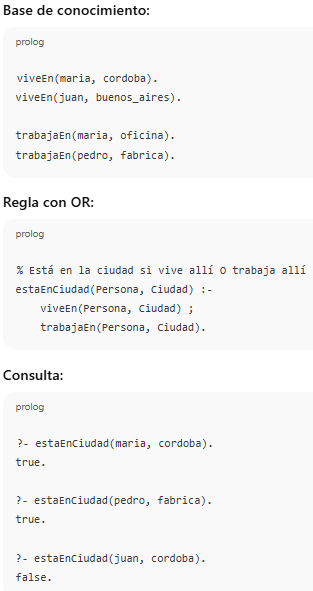 Base de conocimiento:
prolog
viveEn(maria, cordoba).
viveEn(juan, buenos_aires).
trabajaEn(maria, oficina).
trabajaEn(pedro, fabrica).
Regla con OR:
prolog
% Está en la ciudad si vive allí O trabaja allí
estaEnCiudad(Persona, Ciudad) :-
    viveEn(Persona, Ciudad) ;
    trabajaEn(Persona, Ciudad).
Consulta:
prolog
?- estaEnCiudad(maria, cordoba).
true.
?- estaEnCiudad(pedro, fabrica).
true.
?- estaEnCiudad(juan, cordoba).
false.